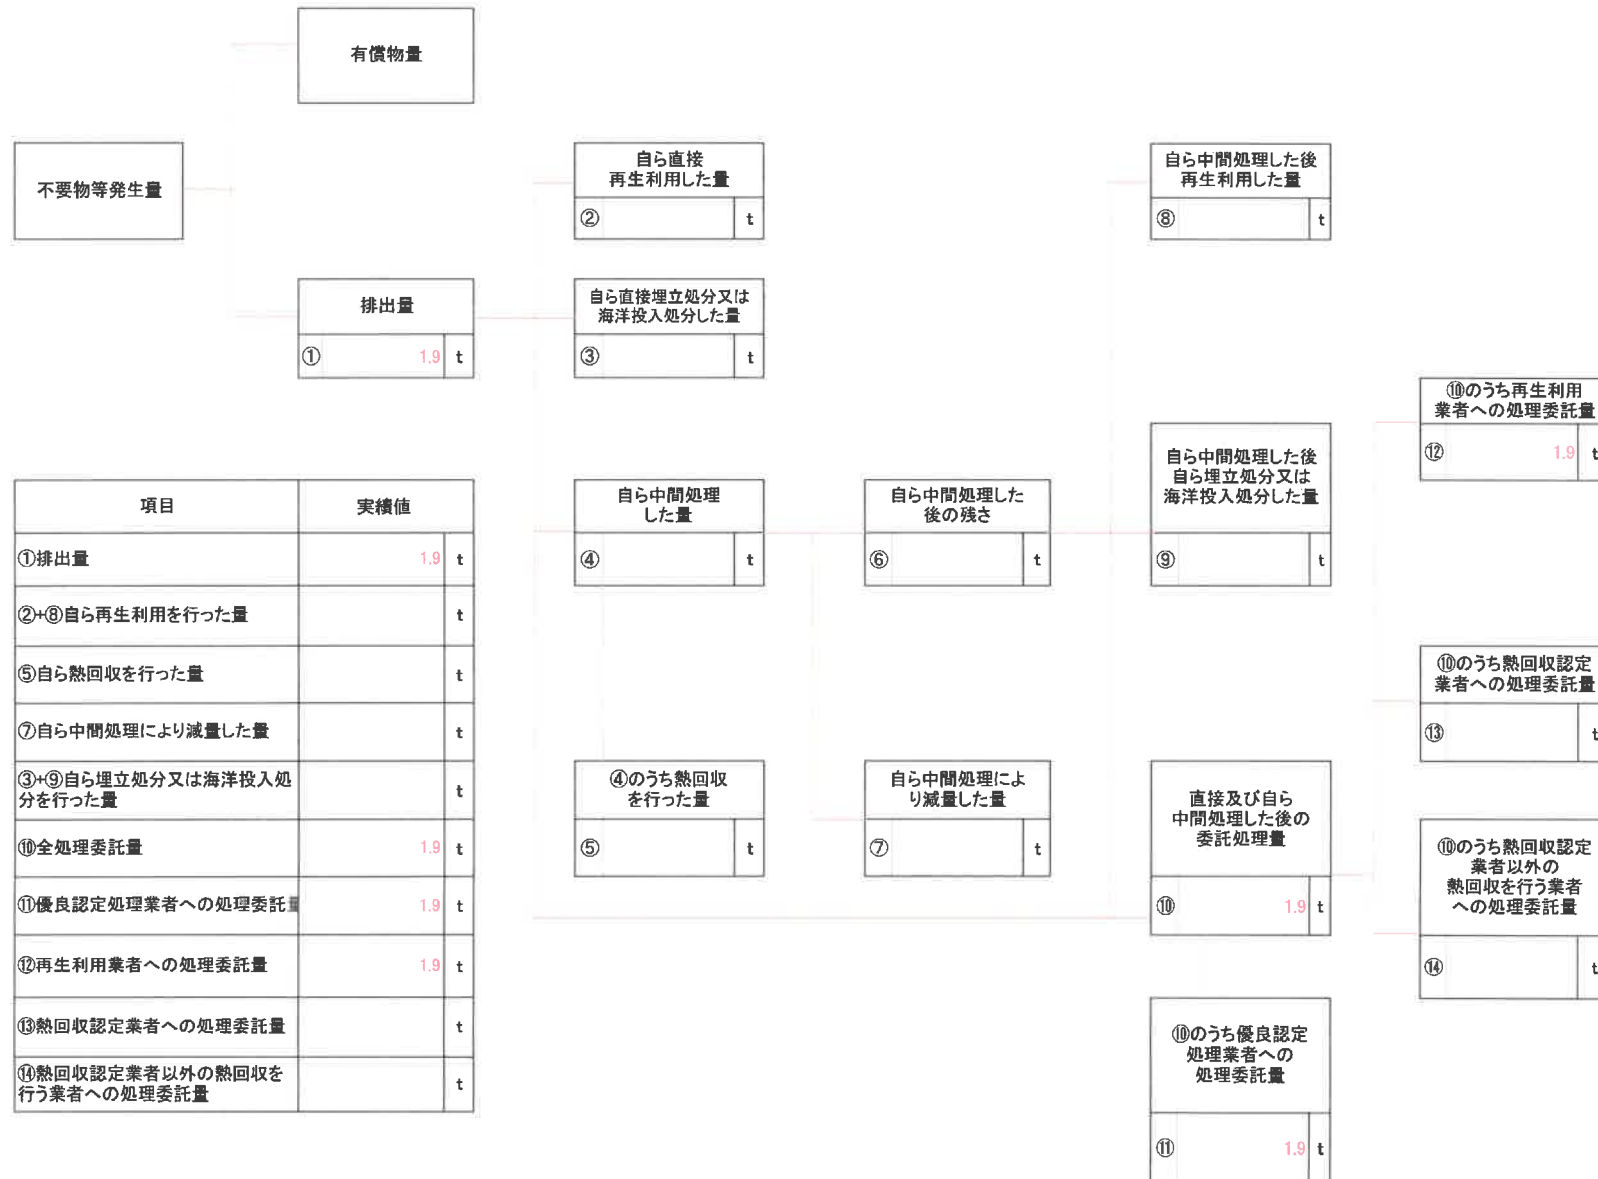 有償物量
不要物等発生量
排出量
① 1.9 t
自ら直接
再生利用した量
② t
自ら直接埋立処分又は
海洋投入処分した量
③ t
自ら中間処理
した量
④ t
④のうち熱回収
を行った量
⑤ t
自ら中間処理した
後の残さ
⑥ t
自ら中間処理によ
り減量した量
⑦ t
自ら中間処理した後
再生利用した量
⑧ t
自ら中間処理した後
自ら埋立処分又は
海洋投入処分した量
⑨ t
直接及び自ら
中間処理した後の
委託処理量
⑩ 1.9 t
⑩のうち優良認定
処理業者への
処理委託量
⑪ 1.9 t
⑩のうち再生利用
業者への処理委託量
⑫ 1.9 t
⑩のうち熱回収認定
業者への処理委託量
⑬ t
⑩のうち熱回収認定
業者以外の
熱回収を行う業者
への処理委託量
⑭ t
項目 実績値
①排出量 1.9 t
②+⑧自ら再生利用を行った量 t
⑤自ら熱回収を行った量 t
⑦自ら中間処理により減量した量 t
③+⑨自ら埋立処分又は海洋投入処
分を行った量 t
⑩全処理委託量 1.9 t
⑪優良認定処理業者への処理委託量 1.9 t
⑫再生利用業者への処理委託量 1.9 t
⑬熱回収認定業者への処理委託量 t
⑭熱回収認定業者以外の熱回収を
行う業者への処理委託量 t